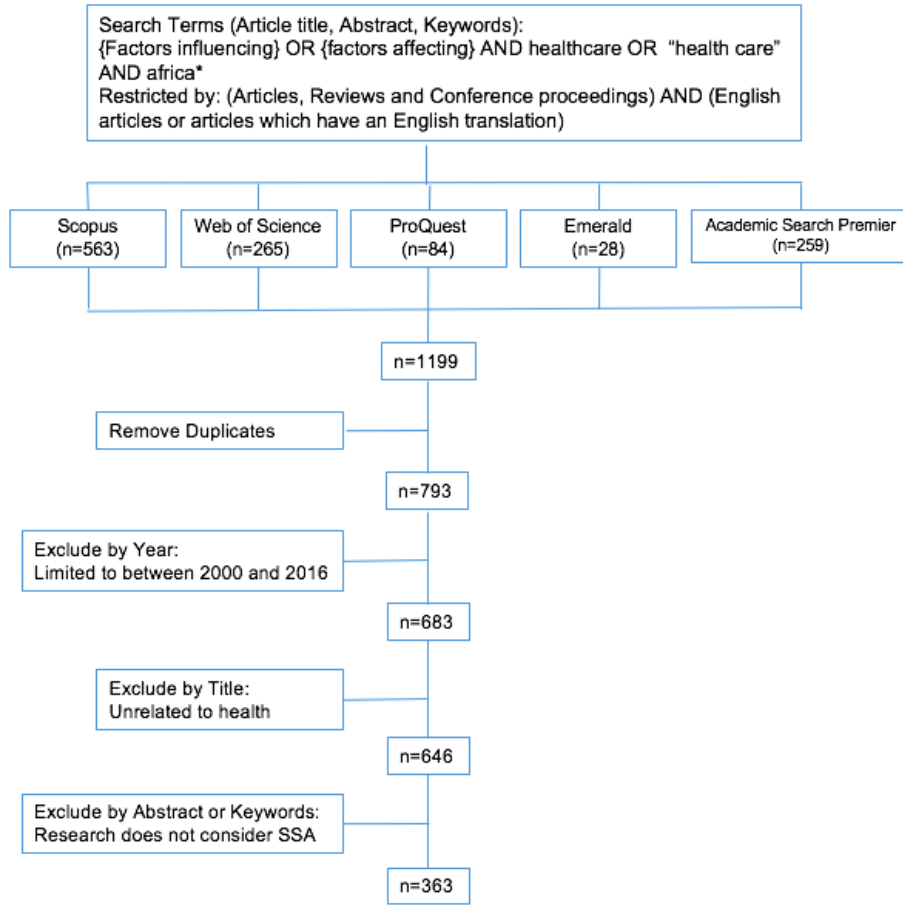 Search Terms (Article title, Abstract, Keywords):
{Factors influencing} OR {factors affecting} AND healthcare OR “health care”
AND africa*
Restricted by: (Articles, Reviews and Conference proceedings) AND (English
articles or articles which have an English translation)
Scopus
(n=563)
Web of Science
(n=265)
ProQuest
(n=84)
Emerald
(n=28)
Academic Search Premier
(n=259)
n=1199
Remove Duplicates
n=793
Exclude by Year:
Limited to between 2000 and 2016
n=683
Exclude by Title:
Unrelated to health
n=646
Exclude by Abstract or Keywords:
Research does not consider SSA
n=363